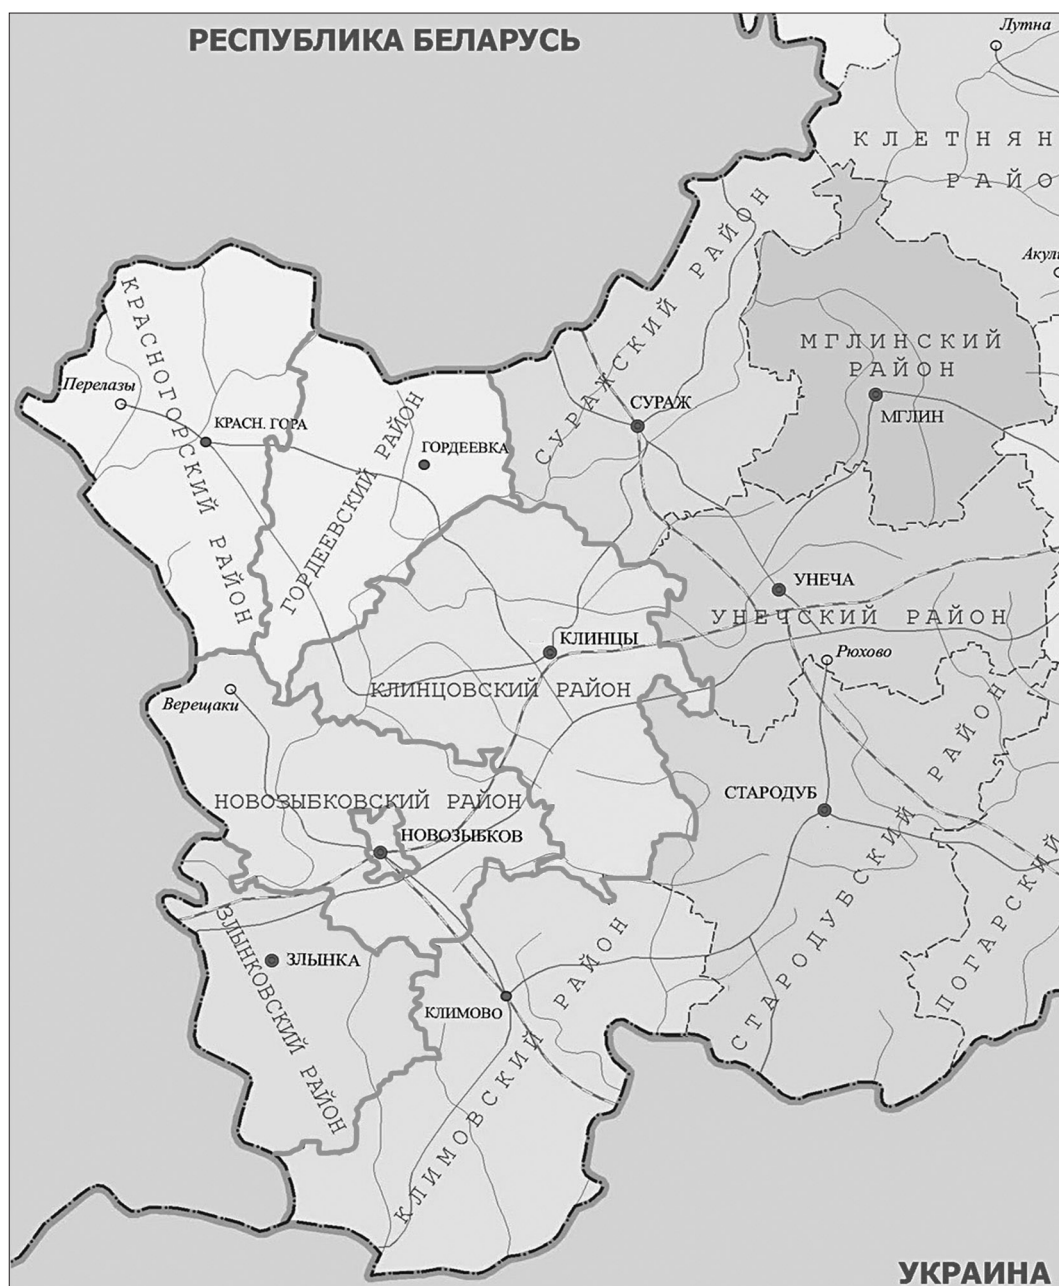 РЕСПУБЛИКА БЕЛАРУСЬ
Лутна
КЛЕТНЯН
РАЙО
СУРАЖСКИЙ РАЙОН
МГЛИНСКИЙ
РАЙОН
МГЛИН
СУРАЖ
КРАСНОГОРСКИЙ РАЙОН
Перелазы
КРАСН. ГОРА
ГОРДЕЕВСКИЙ РАЙОН
ГОРДЕЕВКА
УНЕЧА
УНЕЧСКИЙ РАЙОН
Рюхово
КЛИНЦЫ
КЛИНЦОВСКИЙ РАЙОН
Верещаки
НОВОЗЫБКОВСКИЙ РАЙОН
НОВОЗЫБКОВ
СТАРОДУБ
СТАРОДУБСКИЙ РАЙОН
ПОГАРСКИЙ
ЗЛЫНКОВСКИЙ РАЙОН
ЗЛЫНКА
КЛИМОВО
КЛИМОВСКИЙ РАЙОН
УКРАИНА